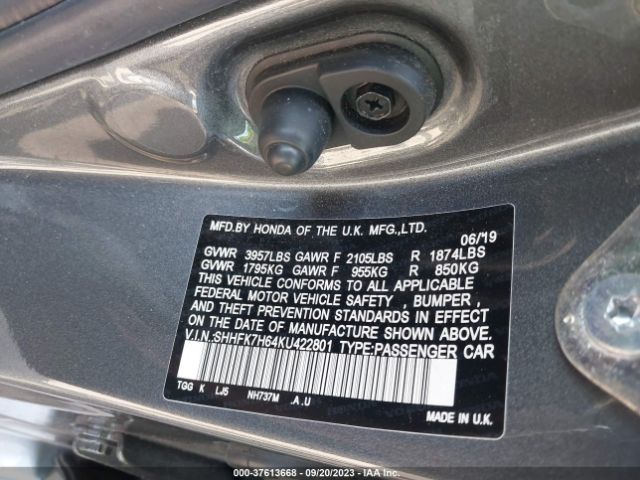 MFD.BY HONDA OF THE U.K. MFG.,LTD.
06/19
GVWR 3957LBS GAWR F 2105LBS R 1874LBS
GVWR 1795KG GAWR F 955KG R 850KG
THIS VEHICLE CONFORMS TO ALL APPLICABLE
FEDERAL MOTOR VEHICLE SAFETY , BUMPER ,
AND THEFT PREVENTION STANDARDS IN EFFECT
ON THE DATE OF MANUFACTURE SHOWN ABOVE.
V.I.N.:SHHFK7H64KU422801 TYPE:PASSENGER CAR
TGG K LJ5 NH737M .A.U
MADE IN U.K.
000-37613668 - 09/20/2023 - IAA Inc.